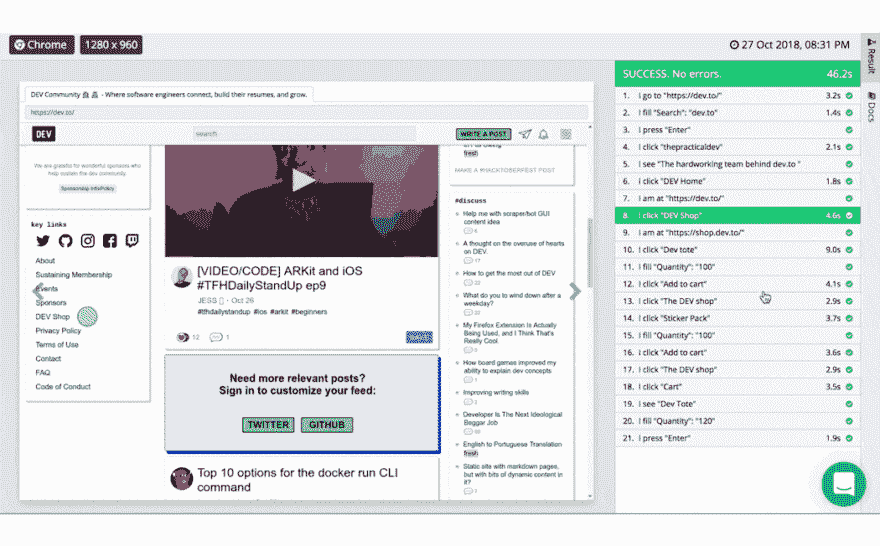 Chrome
1280 x 960
27 Oct 2018, 08:31 PM
Result
Docs
DEV Community
- Where software engineers connect, build their resumes, and grow.
https://dev.to/
DEV
search
WRITE A POST
We are grateful for wonderful sponsors who
help sustain the dev community.
Sponsorship Info/Policy
key links
About
Sustaining Membership
Events
Sponsors
DEV Shop
Privacy Policy
Terms of Use
Contact
FAQ
Code of Conduct
[VIDEO/CODE] ARKit and iOS
#TFHDailyStandUp ep9
JESS
· Oct 26
#tfhdailystandup #ios #arkit #beginners
12
1
Need more relevant posts?
Sign in to customize your feed:
TWITTER
GITHUB
Top 10 options for the docker run CLI
command
fresh
MAKE A #HACKTOBERFEST POST
#discuss
Help me with scraper/bot GUI
content idea
A thought on the overuse of hearts
on DEV.
How to get the most out of DEV
What do you to wind down after a
weekday?
My Firefox Extension Is Actually
Being Used, and I Think That's
Really Cool.
How board games improved my
ability to explain dev concepts
Improving writing skills
Developer Is The Next Ideological
Beggar Job
English to Portuguese Translation
fresh
Static site with markdown pages,
but with bits of dynamic content in
it?
SUCCESS. No errors. 46.2s
1. I go to "https://dev.to/" 3.2s
2. I fill "Search": "dev.to" 1.4s
3. I press "Enter"
4. I click "thepracticaldev" 2.1s
5. I see "The hardworking team behind dev.to "
6. I click "DEV Home" 1.8s
7. I am at "https://dev.to/"
8 I click "DEV Shop" 4.6s
9. I am at "https://shop.dev.to/"
10. I click "Dev tote" 9.0s
11. I fill "Quantity": "100"
12. I click "Add to cart" 4.1s
13. I click "The DEV shop" 2.9s
14. I click "Sticker Pack" 3.7s
15. I fill "Quantity": "100"
16. I click "Add to cart" 3.6s
17. I click "The DEV shop" 2.9s
18. I click "Cart" 3.5s
19. I see "Dev Tote"
20. I fill "Quantity": "120"
21. I press "Enter" 1.9s